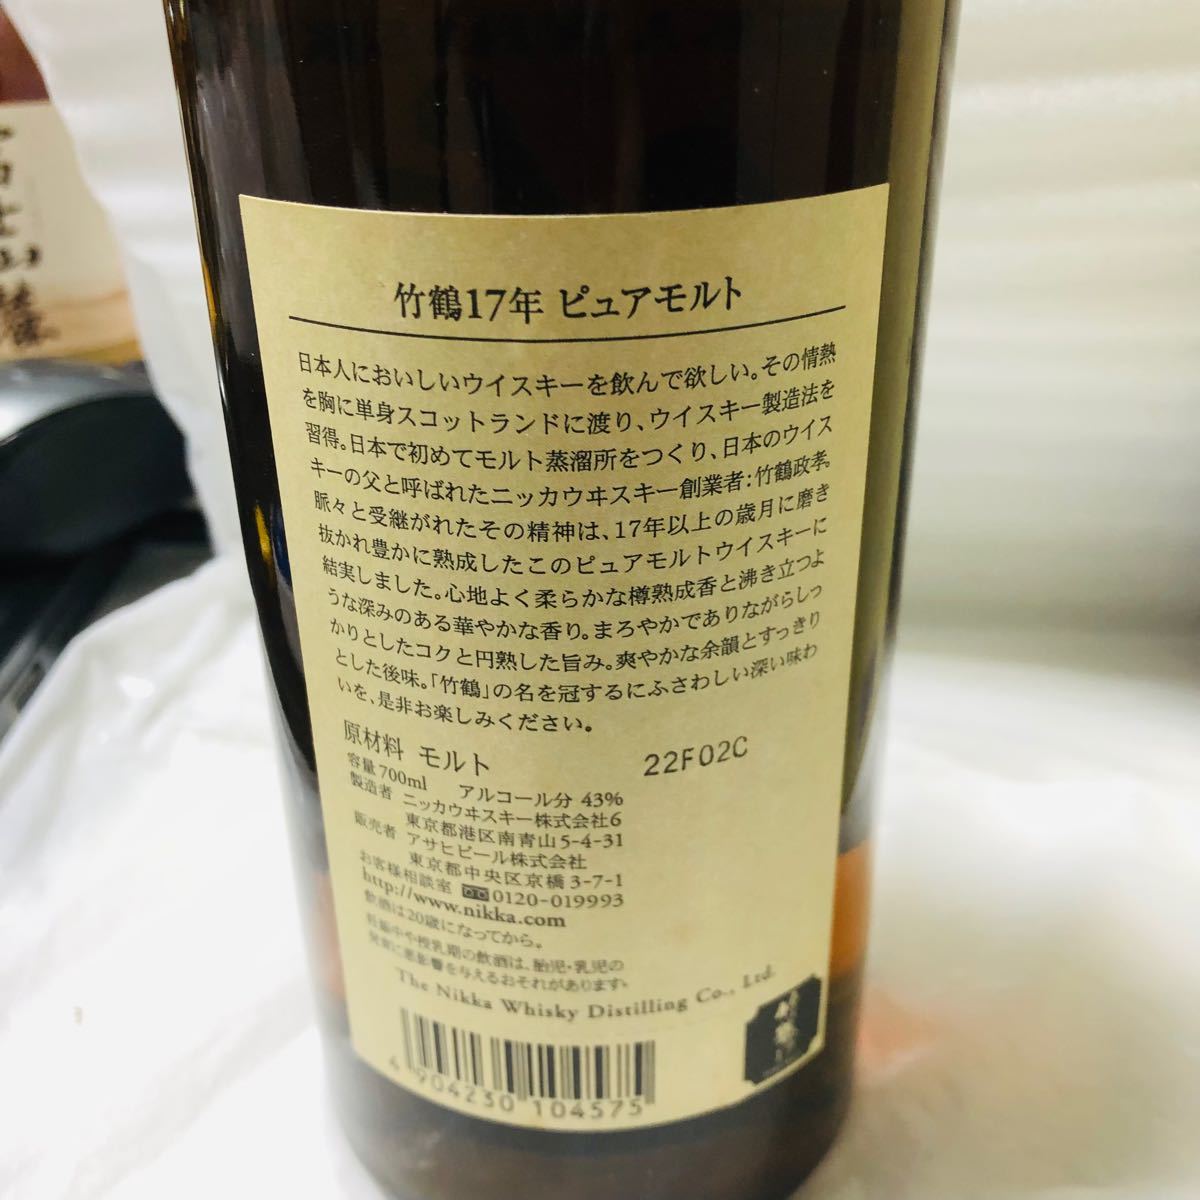 富士山麓
竹鶴17年 ピュアモルト
日本人においしいウイスキーを飲んで欲しい。その情熱
を胸に単身スコットランドに渡り、ウイスキー製造法を
習得。日本で初めてモルト蒸溜所をつくり、日本のウイス
キーの父と呼ばれたニッカウヰスキー創業者：竹鶴政孝。
脈々と受継がれたその精神は、17年以上の歳月に磨き
抜かれ豊かに熟成したこのピュアモルトウイスキーに
結実しました。心地よく柔らかな樽熟成香と沸き立つよ
うな深みのある華やかな香り。まろやかでありながらしっ
かりとしたコクと円熟した旨み。爽やかな余韻とすっきり
とした後味。「竹鶴」の名を冠するにふさわしい深い味わ
いを、是非お楽しみください。
原材料 モルト
22F02C
容量 700ml アルコール分 43%
製造者 ニッカウヰスキー株式会社6
東京都港区南青山5-4-31
販売者 アサヒビール株式会社
東京都中央区京橋3-7-1
お客様相談室 0120-019993
http://www.nikka.com
飲酒は20歳になってから。
妊娠中や授乳期の飲酒は、胎児・乳児の
発育に悪影響を与えるおそれがあります。
The Nikka Whisky Distilling Co., Ltd.
竹鶴
4 904230 104575